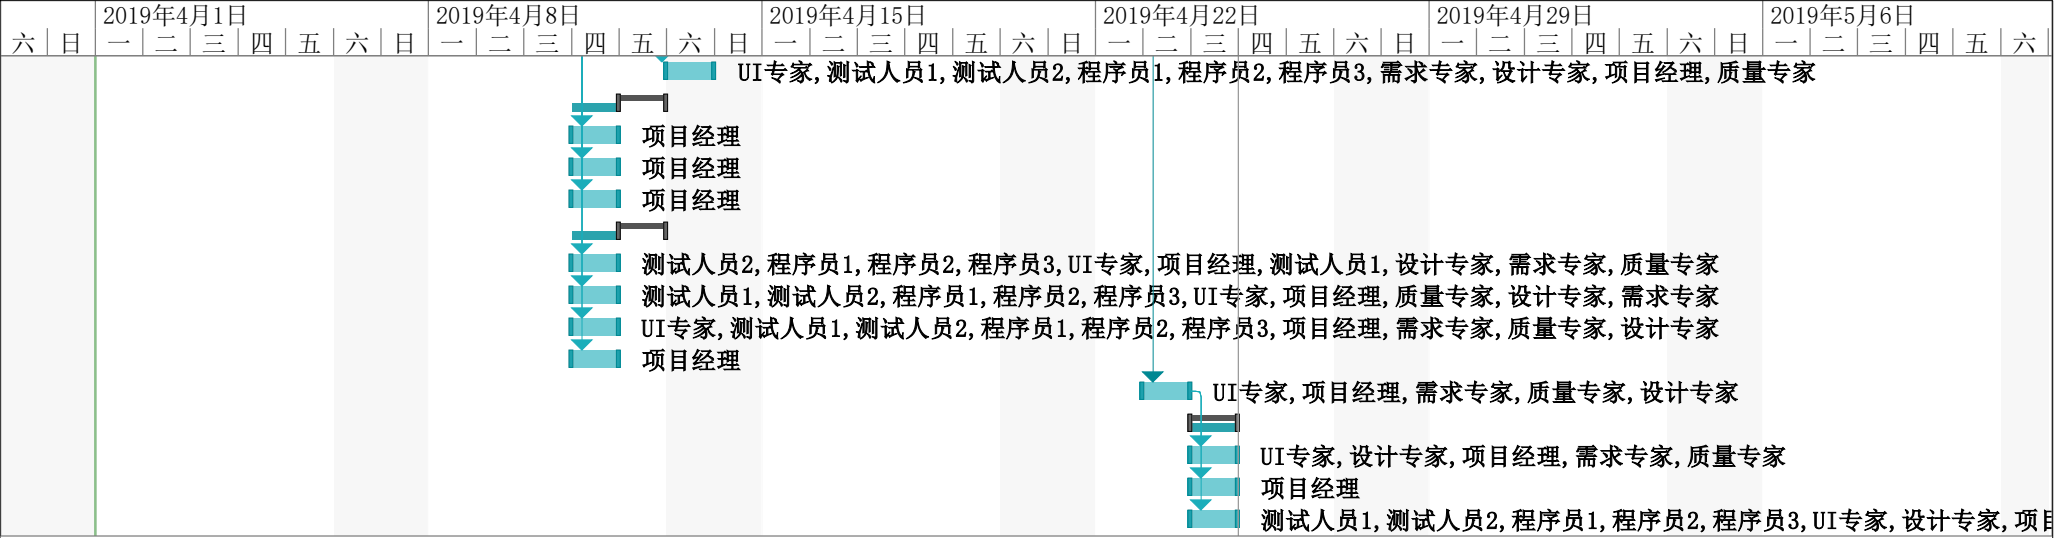 2019年4月1日 2019年4月8日 2019年4月15日 2019年4月22日 2019年4月29日 2019年5月6日
六 日 一 二 三 四 五 六 日 一 二 三 四 五 六 日 一 二 三 四 五 六 日 一 二 三 四 五 六 日 一 二 三 四 五 六 日 一 二 三 四 五 六
UI专家,测试人员1,测试人员2,程序员1,程序员2,程序员3,需求专家,设计专家,项目经理,质量专家
项目经理
项目经理
项目经理
测试人员2,程序员1,程序员2,程序员3,UI专家,项目经理,测试人员1,设计专家,需求专家,质量专家
测试人员1,测试人员2,程序员1,程序员2,程序员3,UI专家,项目经理,质量专家,设计专家,需求专家
UI专家,测试人员1,测试人员2,程序员1,程序员2,程序员3,项目经理,需求专家,质量专家,设计专家
项目经理
UI专家,项目经理,需求专家,质量专家,设计专家
UI专家,设计专家,项目经理,需求专家,质量专家
项目经理
测试人员1,测试人员2,程序员1,程序员2,程序员3,UI专家,设计专家,项